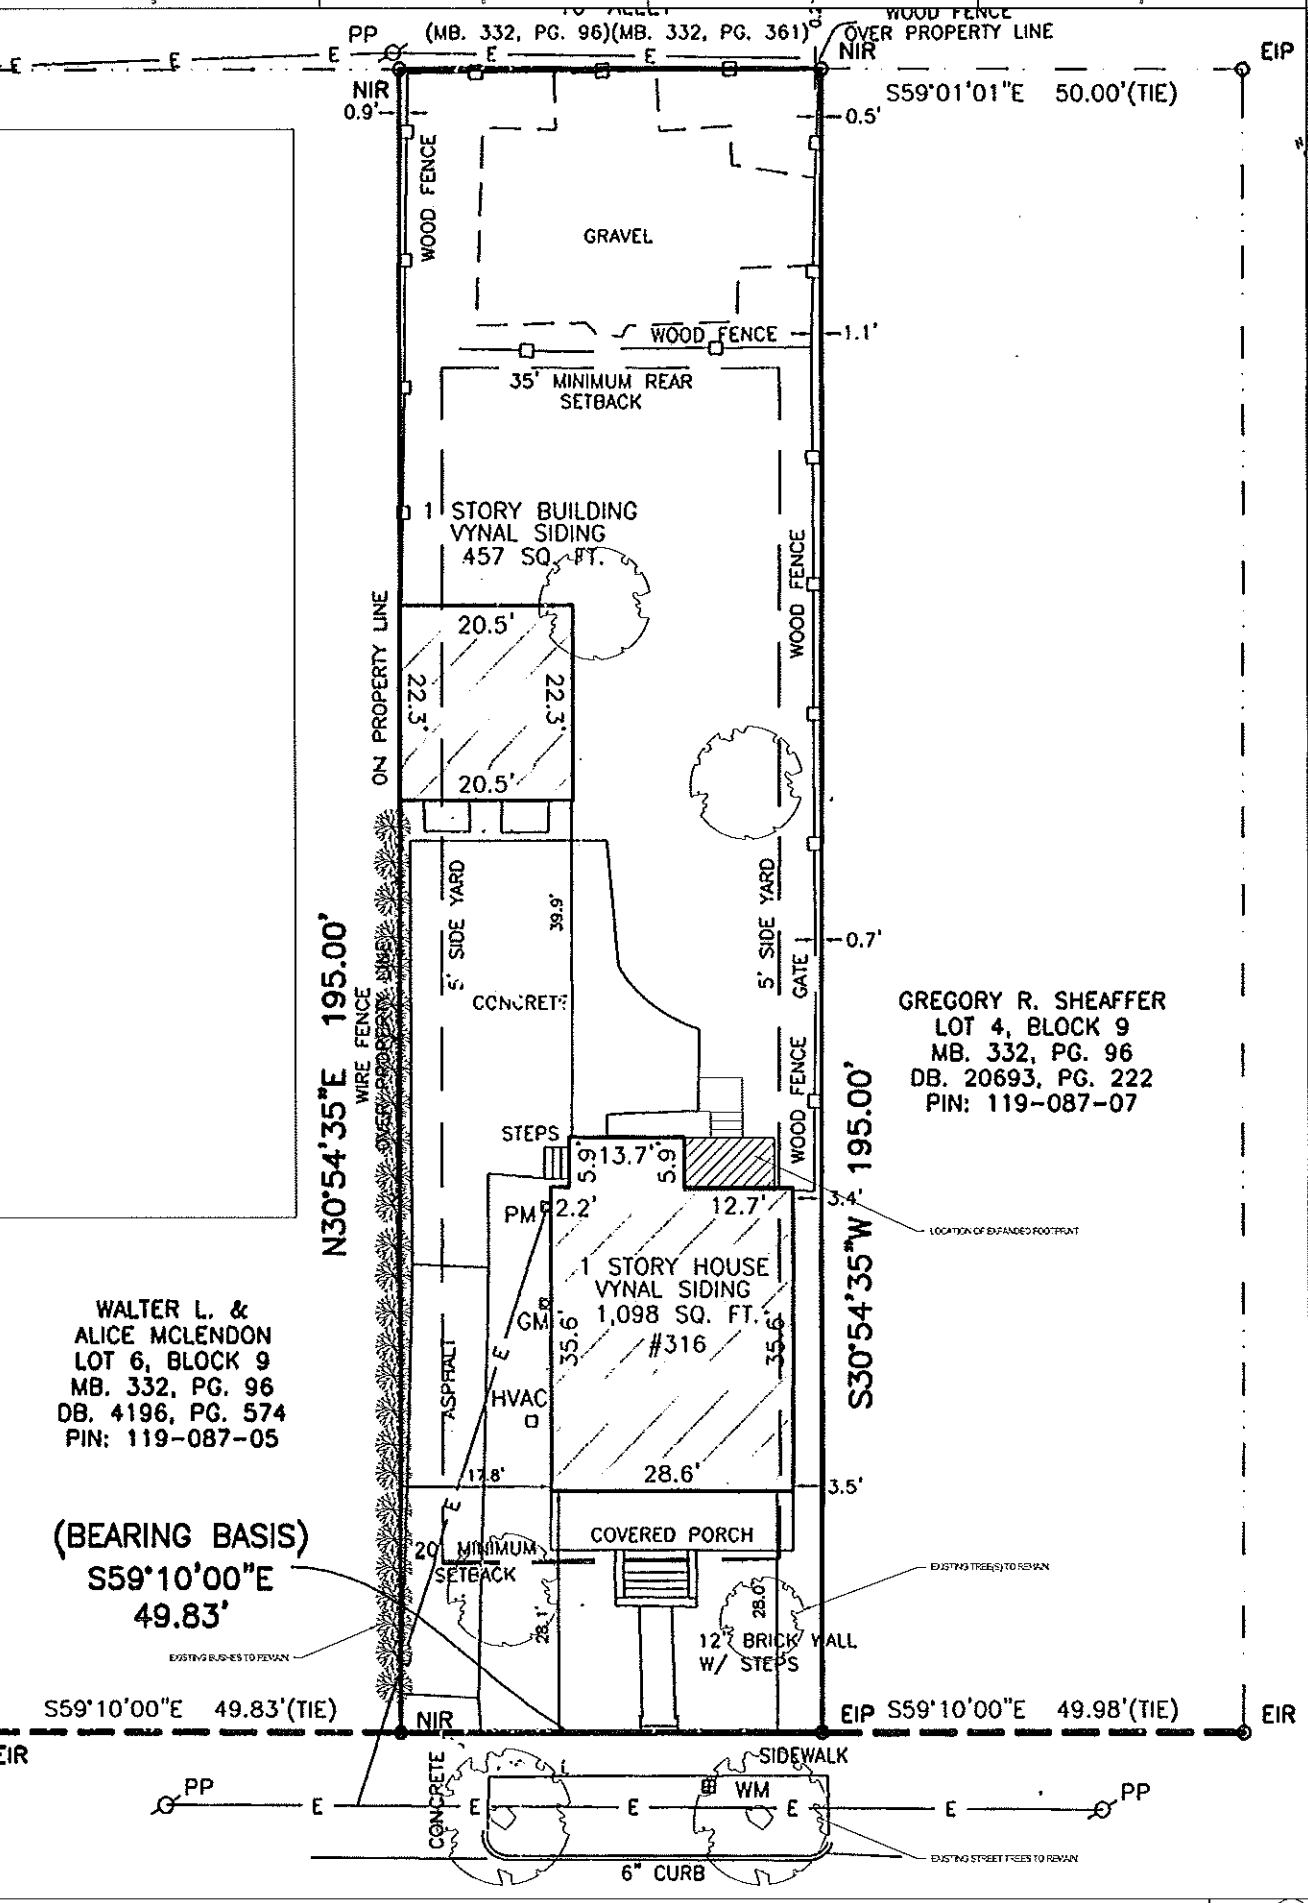 10' ALLEY
(MB. 332, PG. 96)(MB. 332, PG. 361)
WOOD FENCE
OVER PROPERTY LINE
PP
E
E
E
E
E
NIR
NIR
EIP
S59°01'01"E 50.00'(TIE)
0.9'
0.5'
WOOD FENCE
GRAVEL
WOOD FENCE
1.1'
35' MINIMUM REAR
SETBACK
1 STORY BUILDING
VYNAL SIDING
457 SQ. FT.
WOOD FENCE
ON PROPERTY LINE
20.5'
22.3'
22.3'
20.5'
5' SIDE YARD
39.9'
5' SIDE YARD
0.7'
GATE
CONCRETE
N30°54'35"E 195.00'
WIRE FENCE
OVER PROPERTY LINE
GREGORY R. SHEAFFER
LOT 4, BLOCK 9
MB. 332, PG. 96
DB. 20693, PG. 222
PIN: 119-087-07
WOOD FENCE
S30°54'35"W 195.00'
STEPS
5.9'
13.7'
5.9'
PM
2.2'
12.7'
3.4'
LOCATION OF EXPANDED FOOTPRINT
1 STORY HOUSE
VYNAL SIDING
1,098 SQ. FT.
#316
GM
35.6'
35.6'
E
WALTER L. &
ALICE MCLENDON
LOT 6, BLOCK 9
MB. 332, PG. 96
DB. 4196, PG. 574
PIN: 119-087-05
ASPHALT
HVAC
17.8'
28.6'
3.5'
E
COVERED PORCH
(BEARING BASIS)
S59°10'00"E
49.83'
20' MINIMUM
SETBACK
28.1'
28.0'
EXISTING TREE(S) TO REMAIN
12" BRICK WALL
W/ STEPS
EXISTING BUSHES TO REMAIN
S59°10'00"E 49.83'(TIE)
NIR
EIP
S59°10'00"E 49.98'(TIE)
EIR
EIR
CONCRETE
SIDEWALK
PP
E
E
E
WM
E
E
PP
6" CURB
EXISTING STREET TREES TO REMAIN